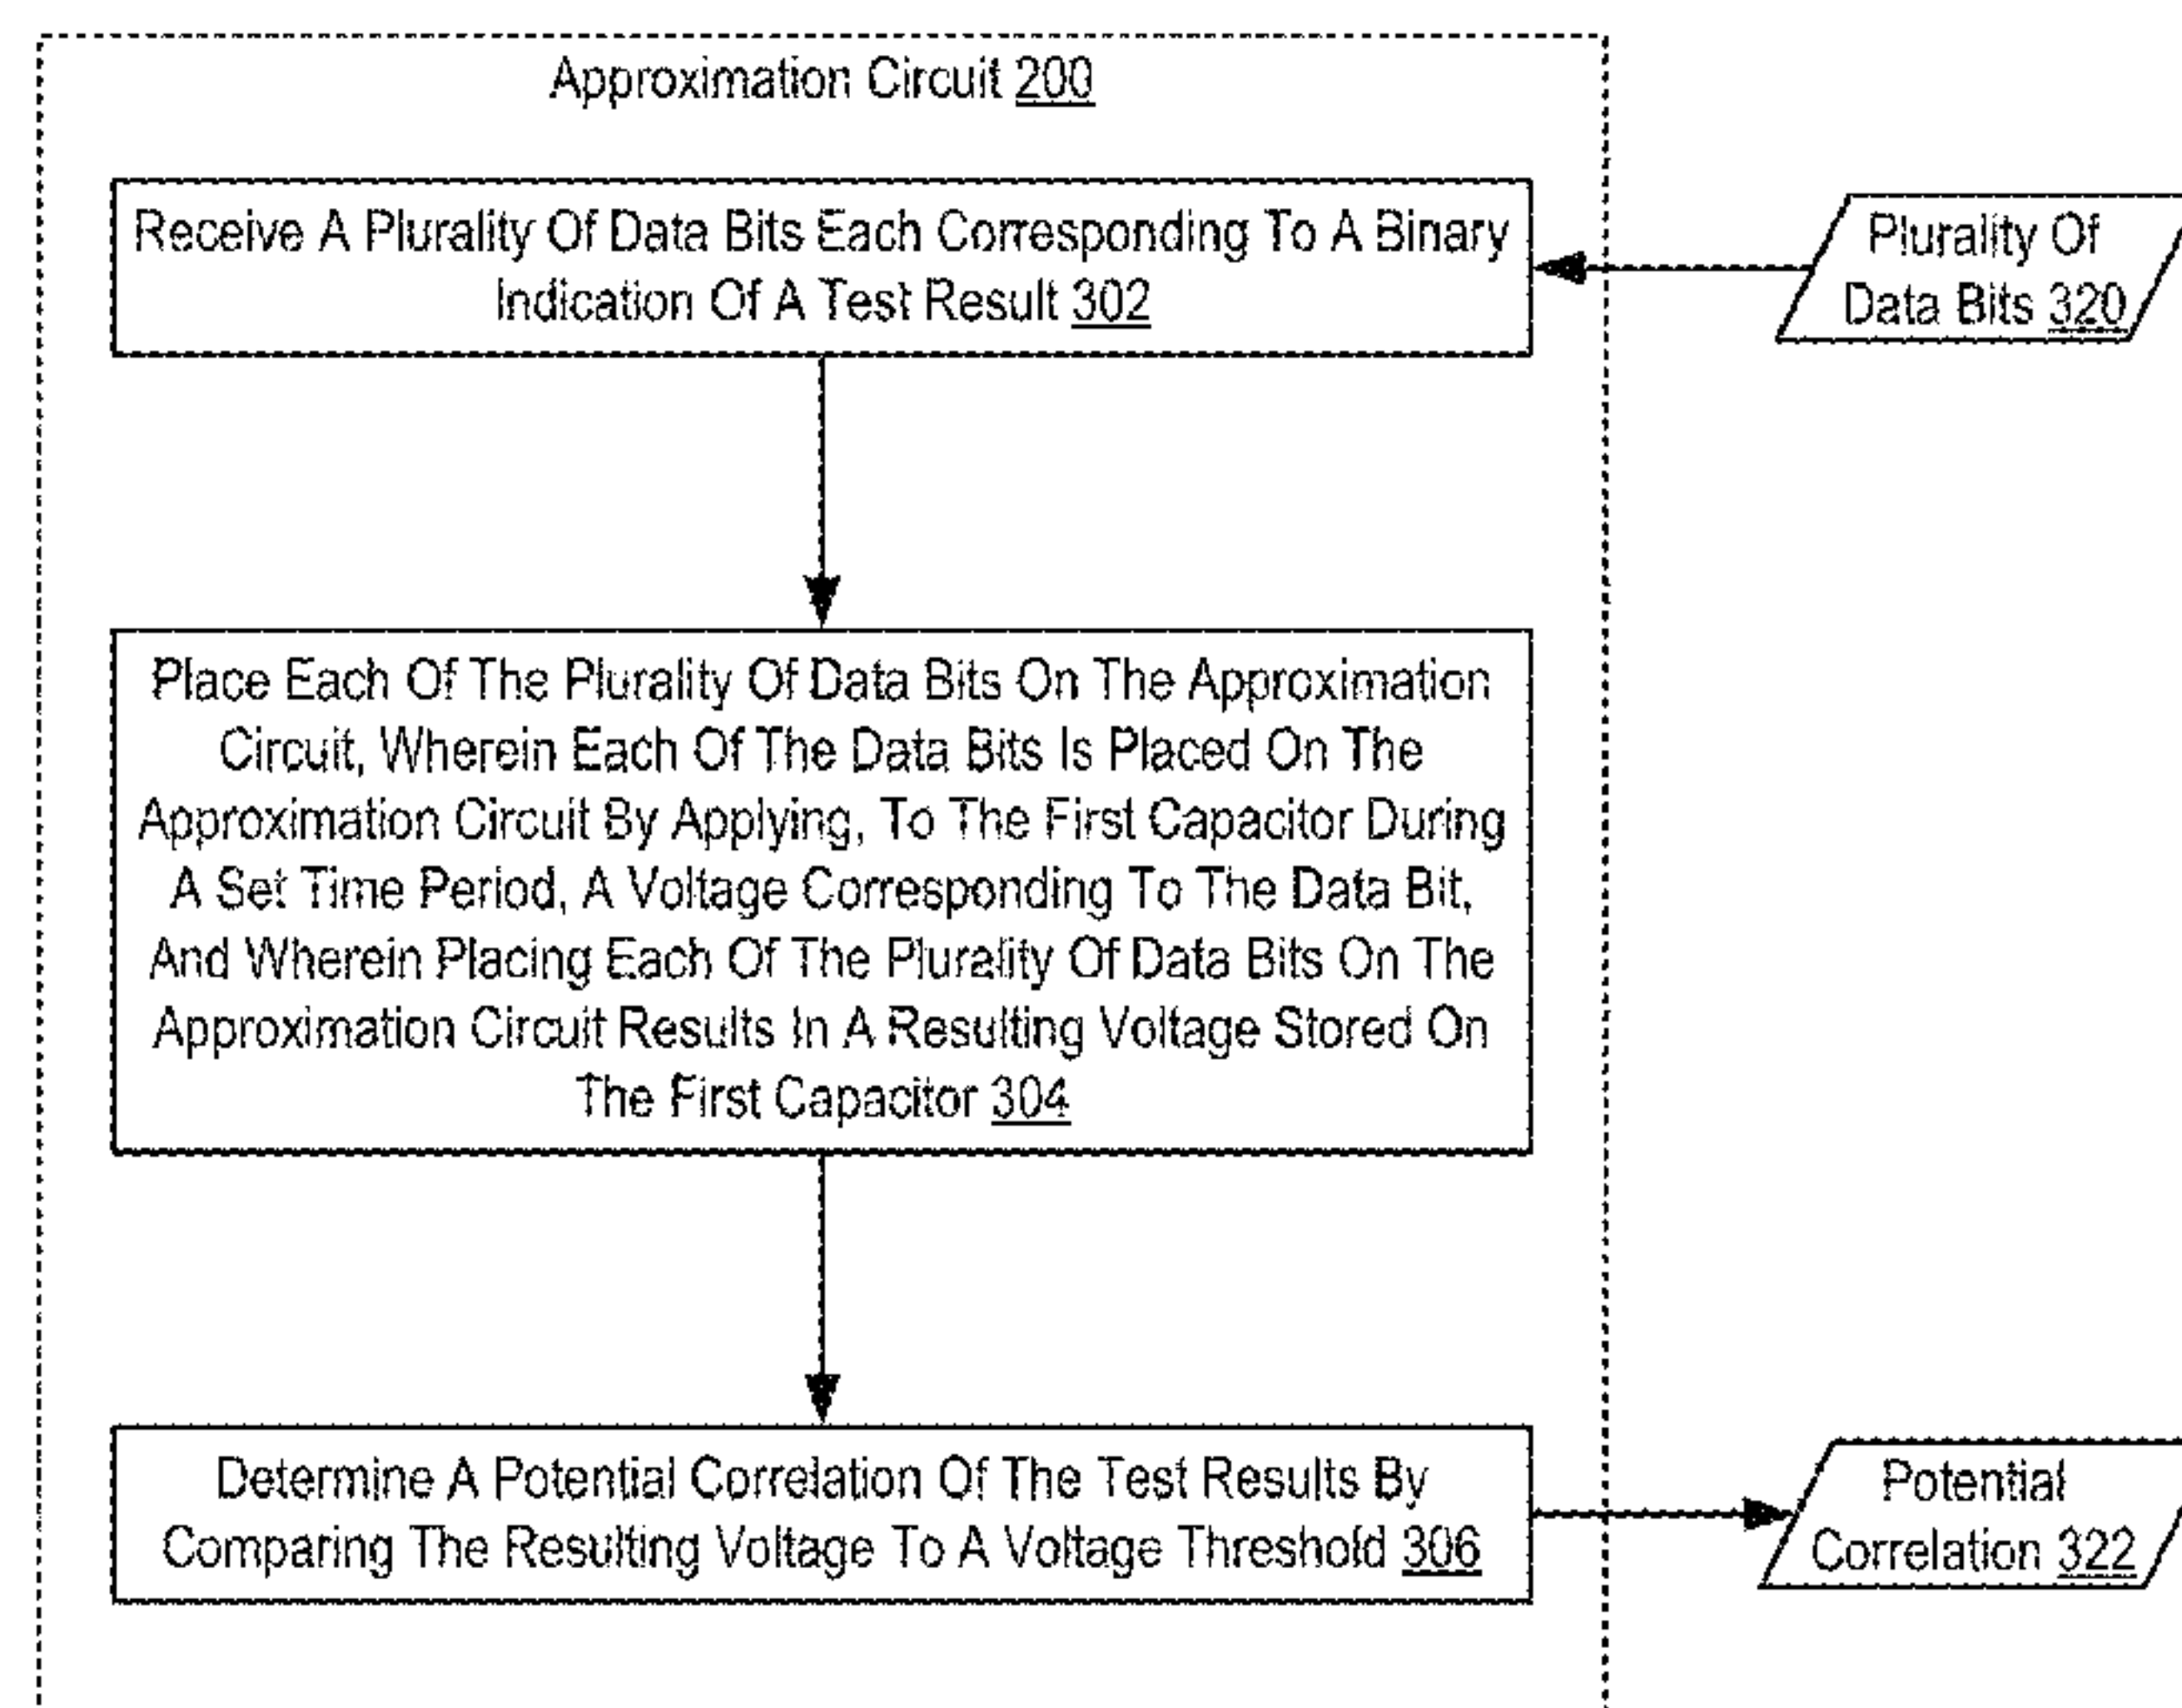 Approximation Circuit 200
Receive A Plurality Of Data Bits Each Corresponding To A Binary
Indication Of A Test Result 302
Plurality Of
Data Bits 320
Place Each Of The Plurality Of Data Bits On The Approximation
Circuit, Wherein Each Of The Data Bits Is Placed On The
Approximation Circuit By Applying, To The First Capacitor During
A Set Time Period, A Voltage Corresponding To The Data Bit,
And Wherein Placing Each Of The Plurality Of Data Bits On The
Approximation Circuit Results In A Resulting Voltage Stored On
The First Capacitor 304
Determine A Potential Correlation Of The Test Results By
Comparing The Resulting Voltage To A Voltage Threshold 306
Potential
Correlation 322